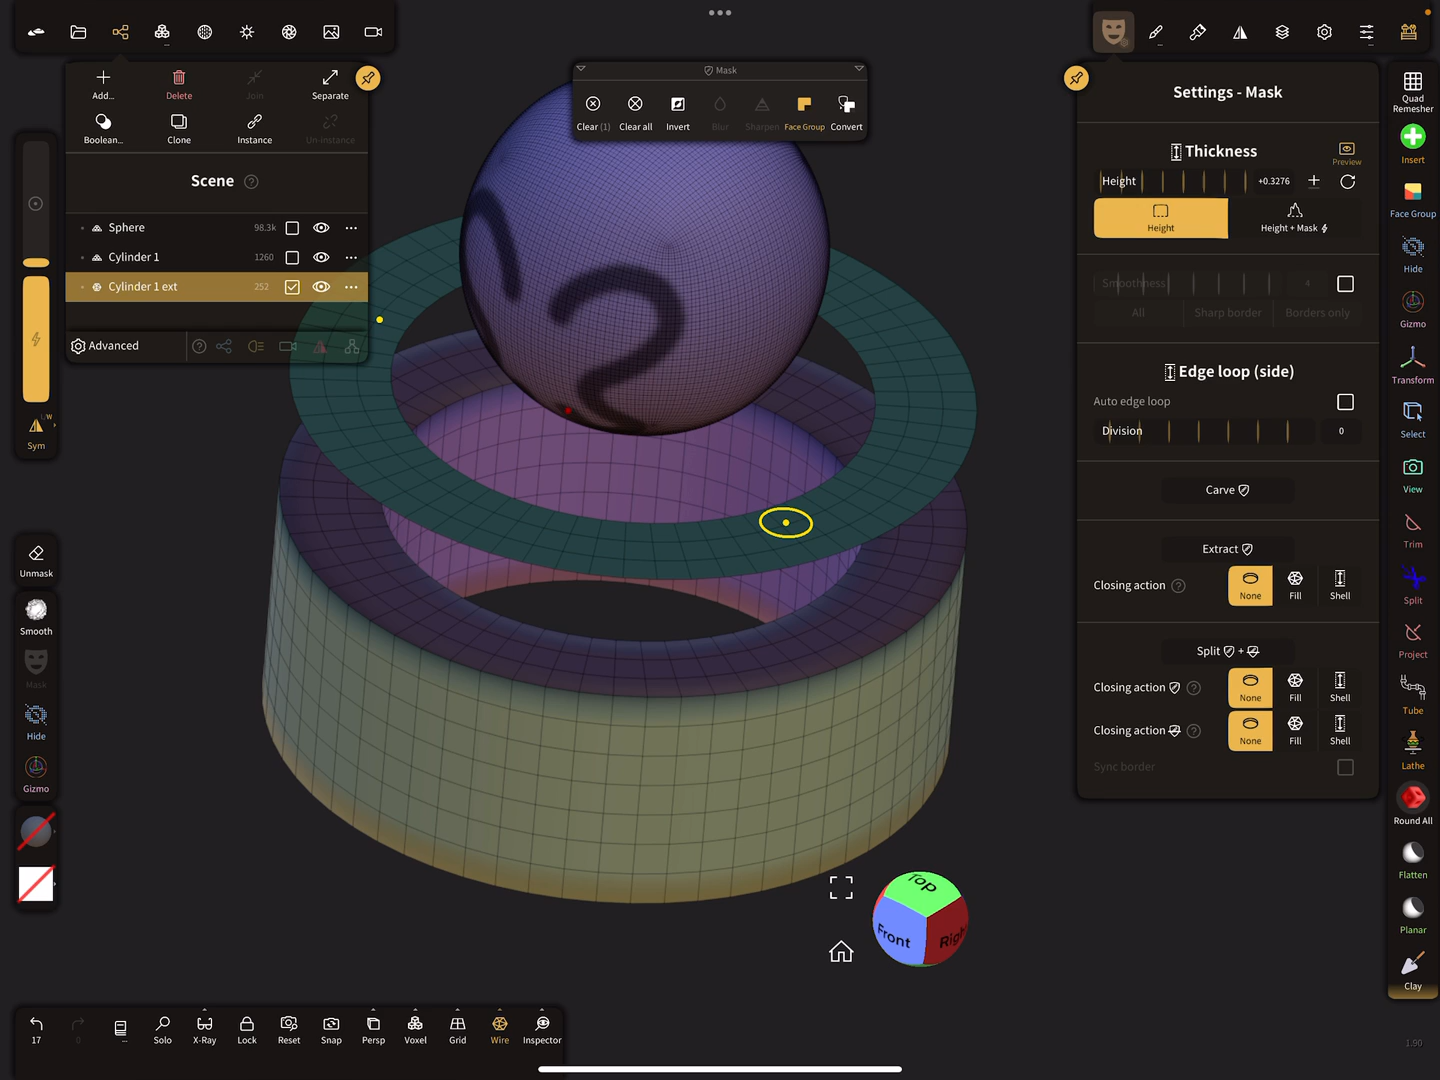 Add...
Delete
Join
Separate
Boolean...
Clone
Instance
Un-instance
Scene
Sphere 98.3k
Cylinder 1 1260
Cylinder 1 ext 252
Advanced
Mask
Clear (1)
Clear all
Invert
Blur
Sharpen
Face Group
Convert
Sym
Unmask
Smooth
Mask
Hide
Gizmo
Settings - Mask
Thickness
Preview
Height +0.3276
Height
Height + Mask
Smoothness 4
All
Sharp border
Borders only
Edge loop (side)
Auto edge loop
Division 0
Carve
Extract
Closing action
None
Fill
Shell
Split +
Closing action
None
Fill
Shell
Closing action
None
Fill
Shell
Sync border
Quad
Remesher
Insert
Face Group
Hide
Gizmo
Transform
Select
View
Trim
Split
Project
Tube
Lathe
Round All
Flatten
Planar
Clay
Top
Front
Righ
17
Solo
X-Ray
Lock
Reset
Snap
Persp
Voxel
Grid
Wire
Inspector
1.90